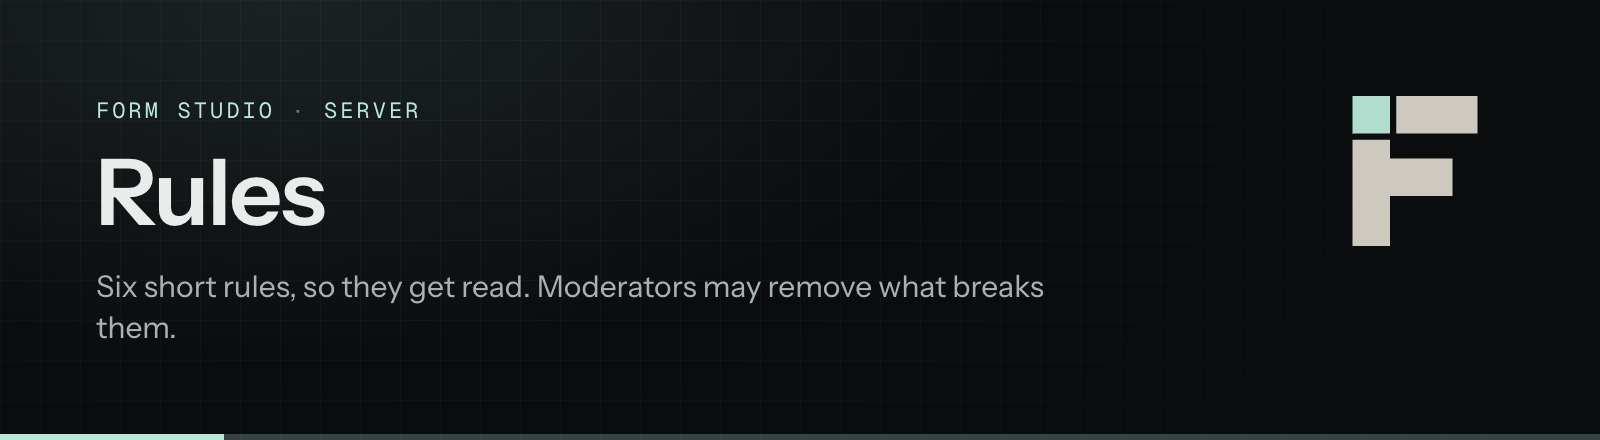 FORM STUDIO · SERVER
Rules
Six short rules, so they get read. Moderators may remove what breaks
them.